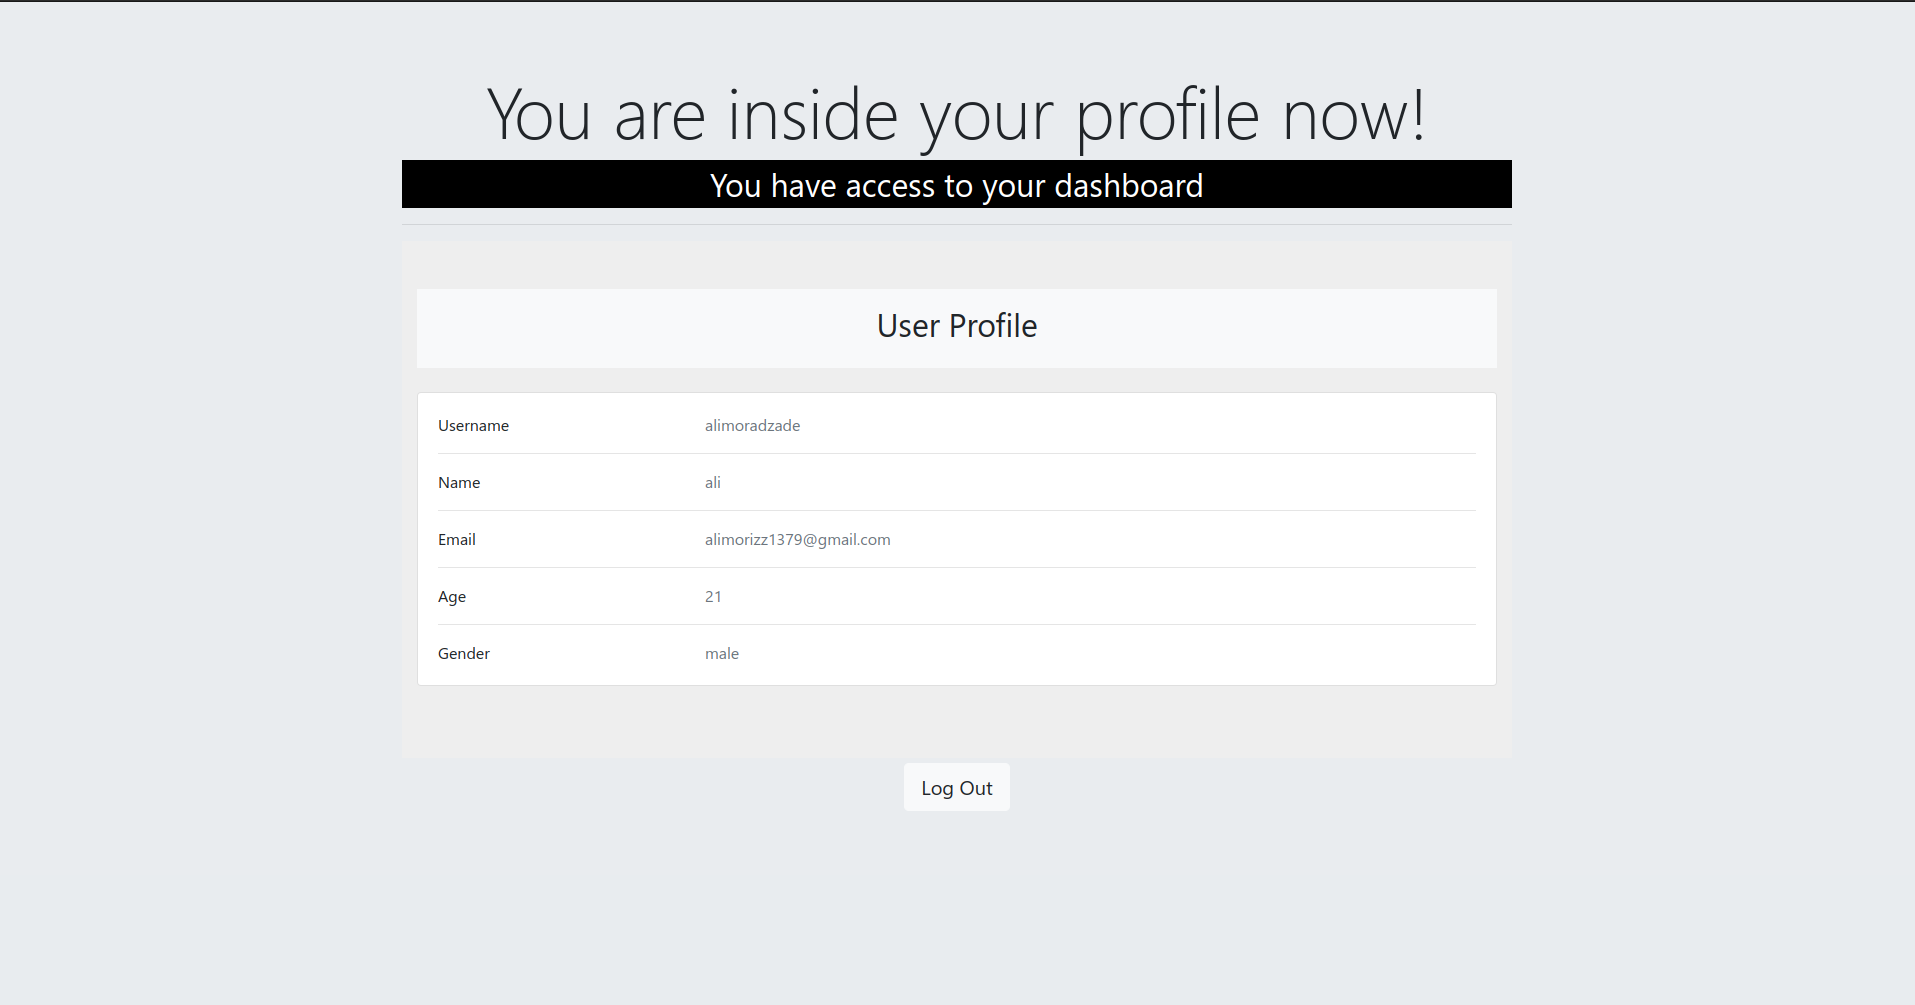 You are inside your profile now!
You have access to your dashboard
User Profile
Username alimoradzade
Name ali
Email alimorizz1379@gmail.com
Age 21
Gender male
Log Out